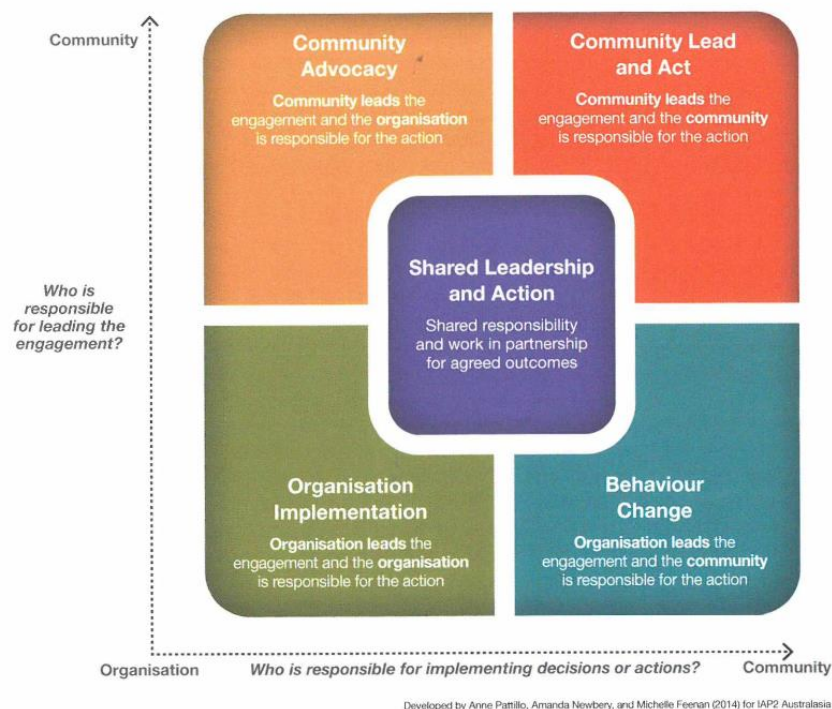 Community
Community
Advocacy
Community leads the
engagement and the organisation
is responsible for the action
Community Lead
and Act
Community leads the
engagement and the community
is responsible for the action
Who is
responsible
for leading the
engagement?
Shared Leadership
and Action
Shared responsibility
and work in partnership
for agreed outcomes
Organisation
Implementation
Organisation leads the
engagement and the organisation
is responsible for the action
Behaviour
Change
Organisation leads the
engagement and the community
is responsible for the action
Organisation
Who is responsible for implementing decisions or actions?
Community
Developed by Anne Pattillo, Amanda Newbery, and Michelle Feenan (2014) for IAP2 Australasia